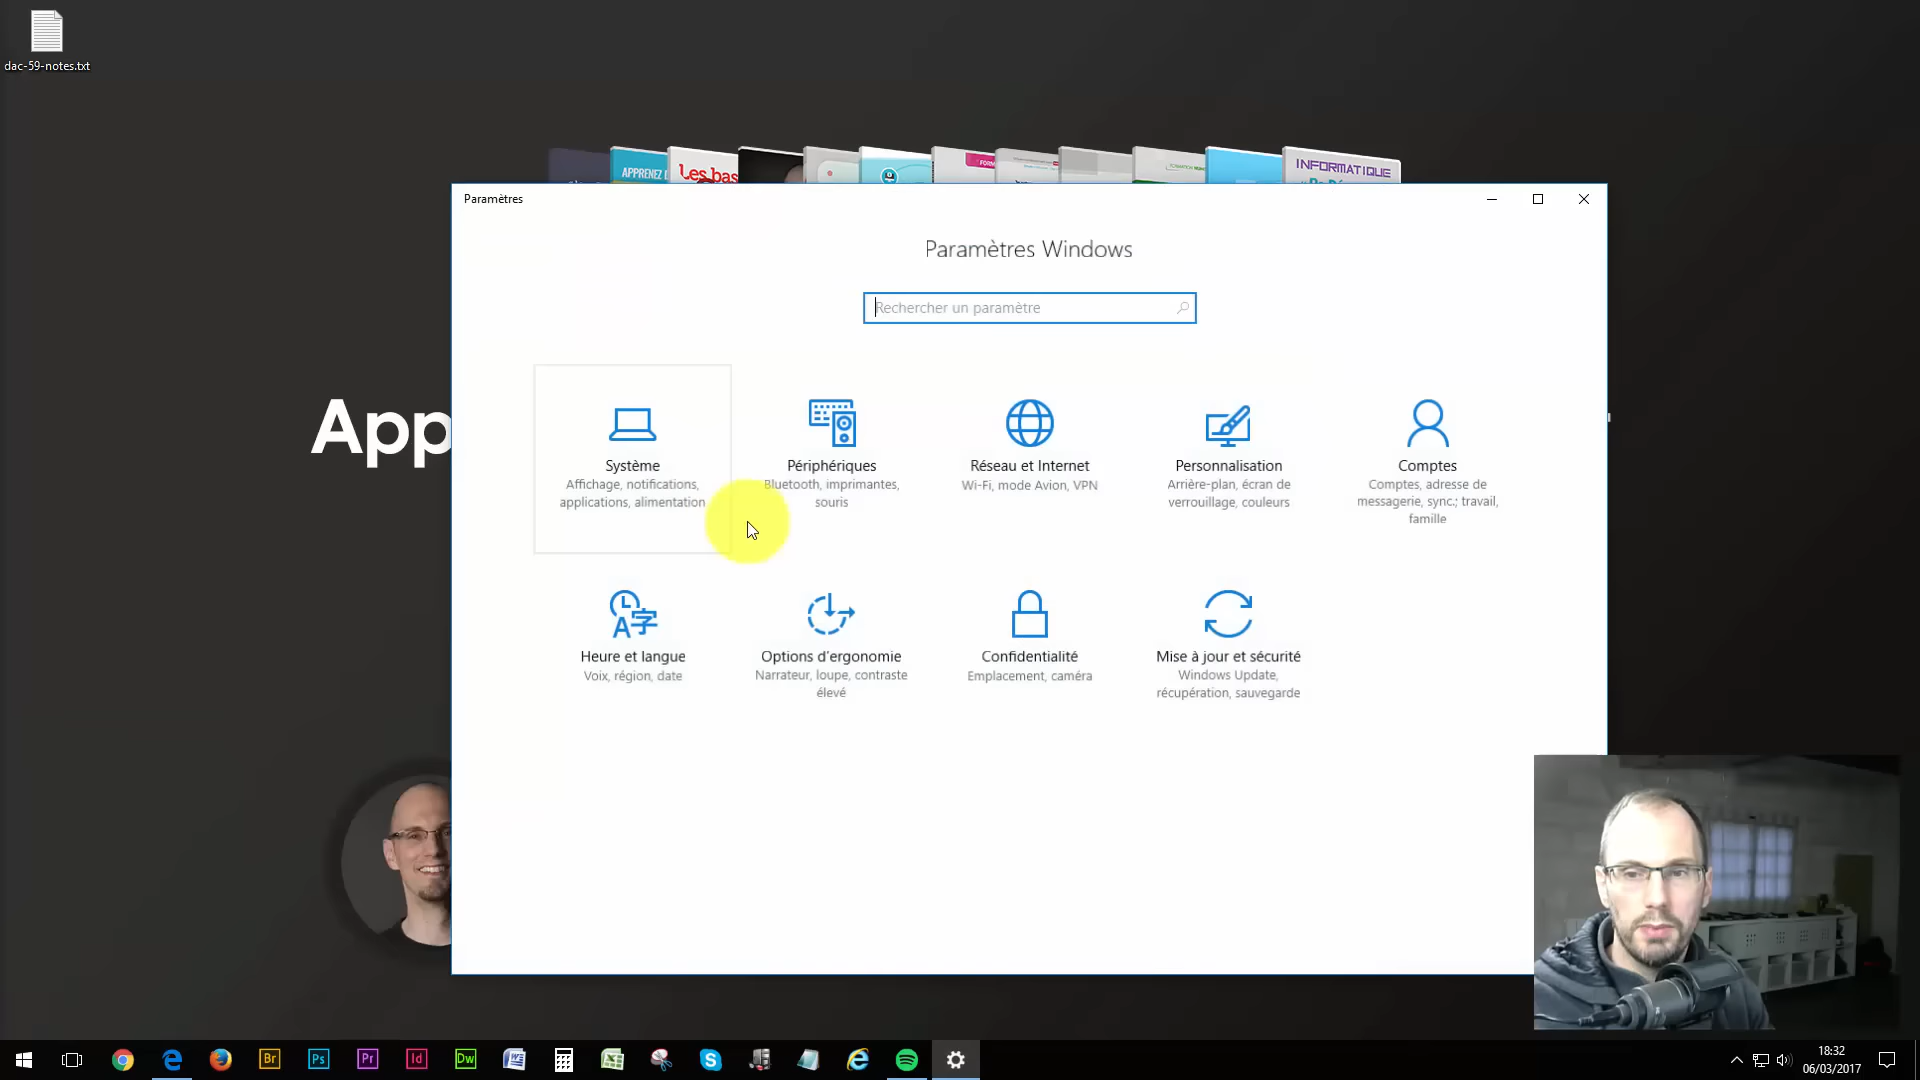 dac-59-notes.txt
APPRENEZ
Les bas
INFORMATIQUE
App
Paramètres
Paramètres Windows
Rechercher un paramètre
Système
Affichage, notifications,
applications, alimentation
Périphériques
Bluetooth, imprimantes,
souris
Réseau et Internet
Wi-Fi, mode Avion, VPN
Personnalisation
Arrière-plan, écran de
verrouillage, couleurs
Comptes
Comptes, adresse de
messagerie, sync.; travail,
famille
Heure et langue
Voix, région, date
Options d'ergonomie
Narrateur, loupe, contraste
élevé
Confidentialité
Emplacement, caméra
Mise à jour et sécurité
Windows Update,
récupération, sauvegarde
Br
Ps
Pr
Id
Dw
18:32
06/03/2017